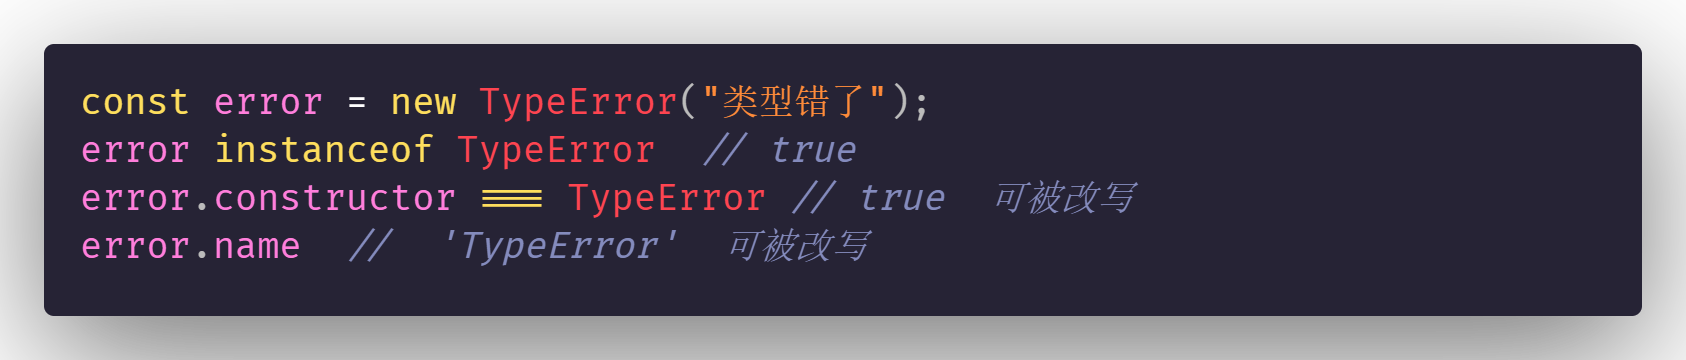 const error = new TypeError("类型错了");
error instanceof TypeError  // true
error.constructor === TypeError // true  可被改写
error.name  //  'TypeError'  可被改写